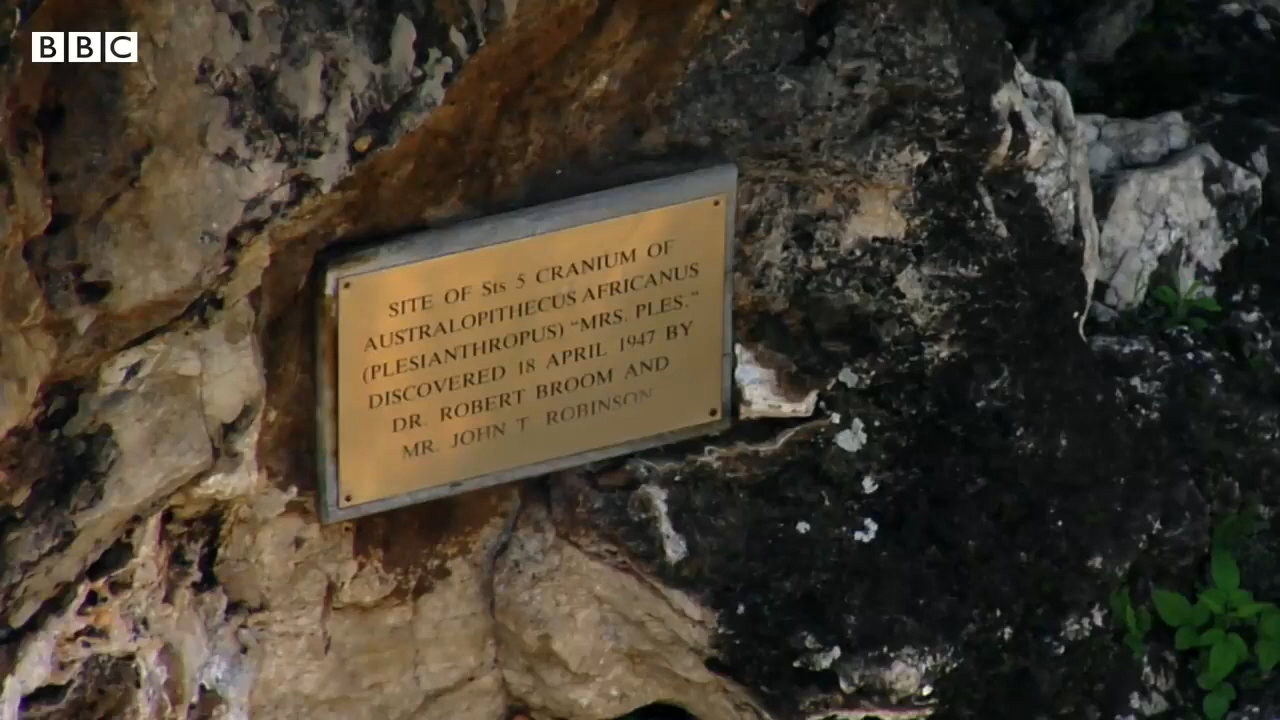 BBC
SITE OF Sts 5 CRANIUM OF
AUSTRALOPITHECUS AFRICANUS
(PLESIANTHROPUS) “MRS. PLES.”
DISCOVERED 18 APRIL 1947 BY
DR. ROBERT BROOM AND
MR. JOHN T. ROBINSON